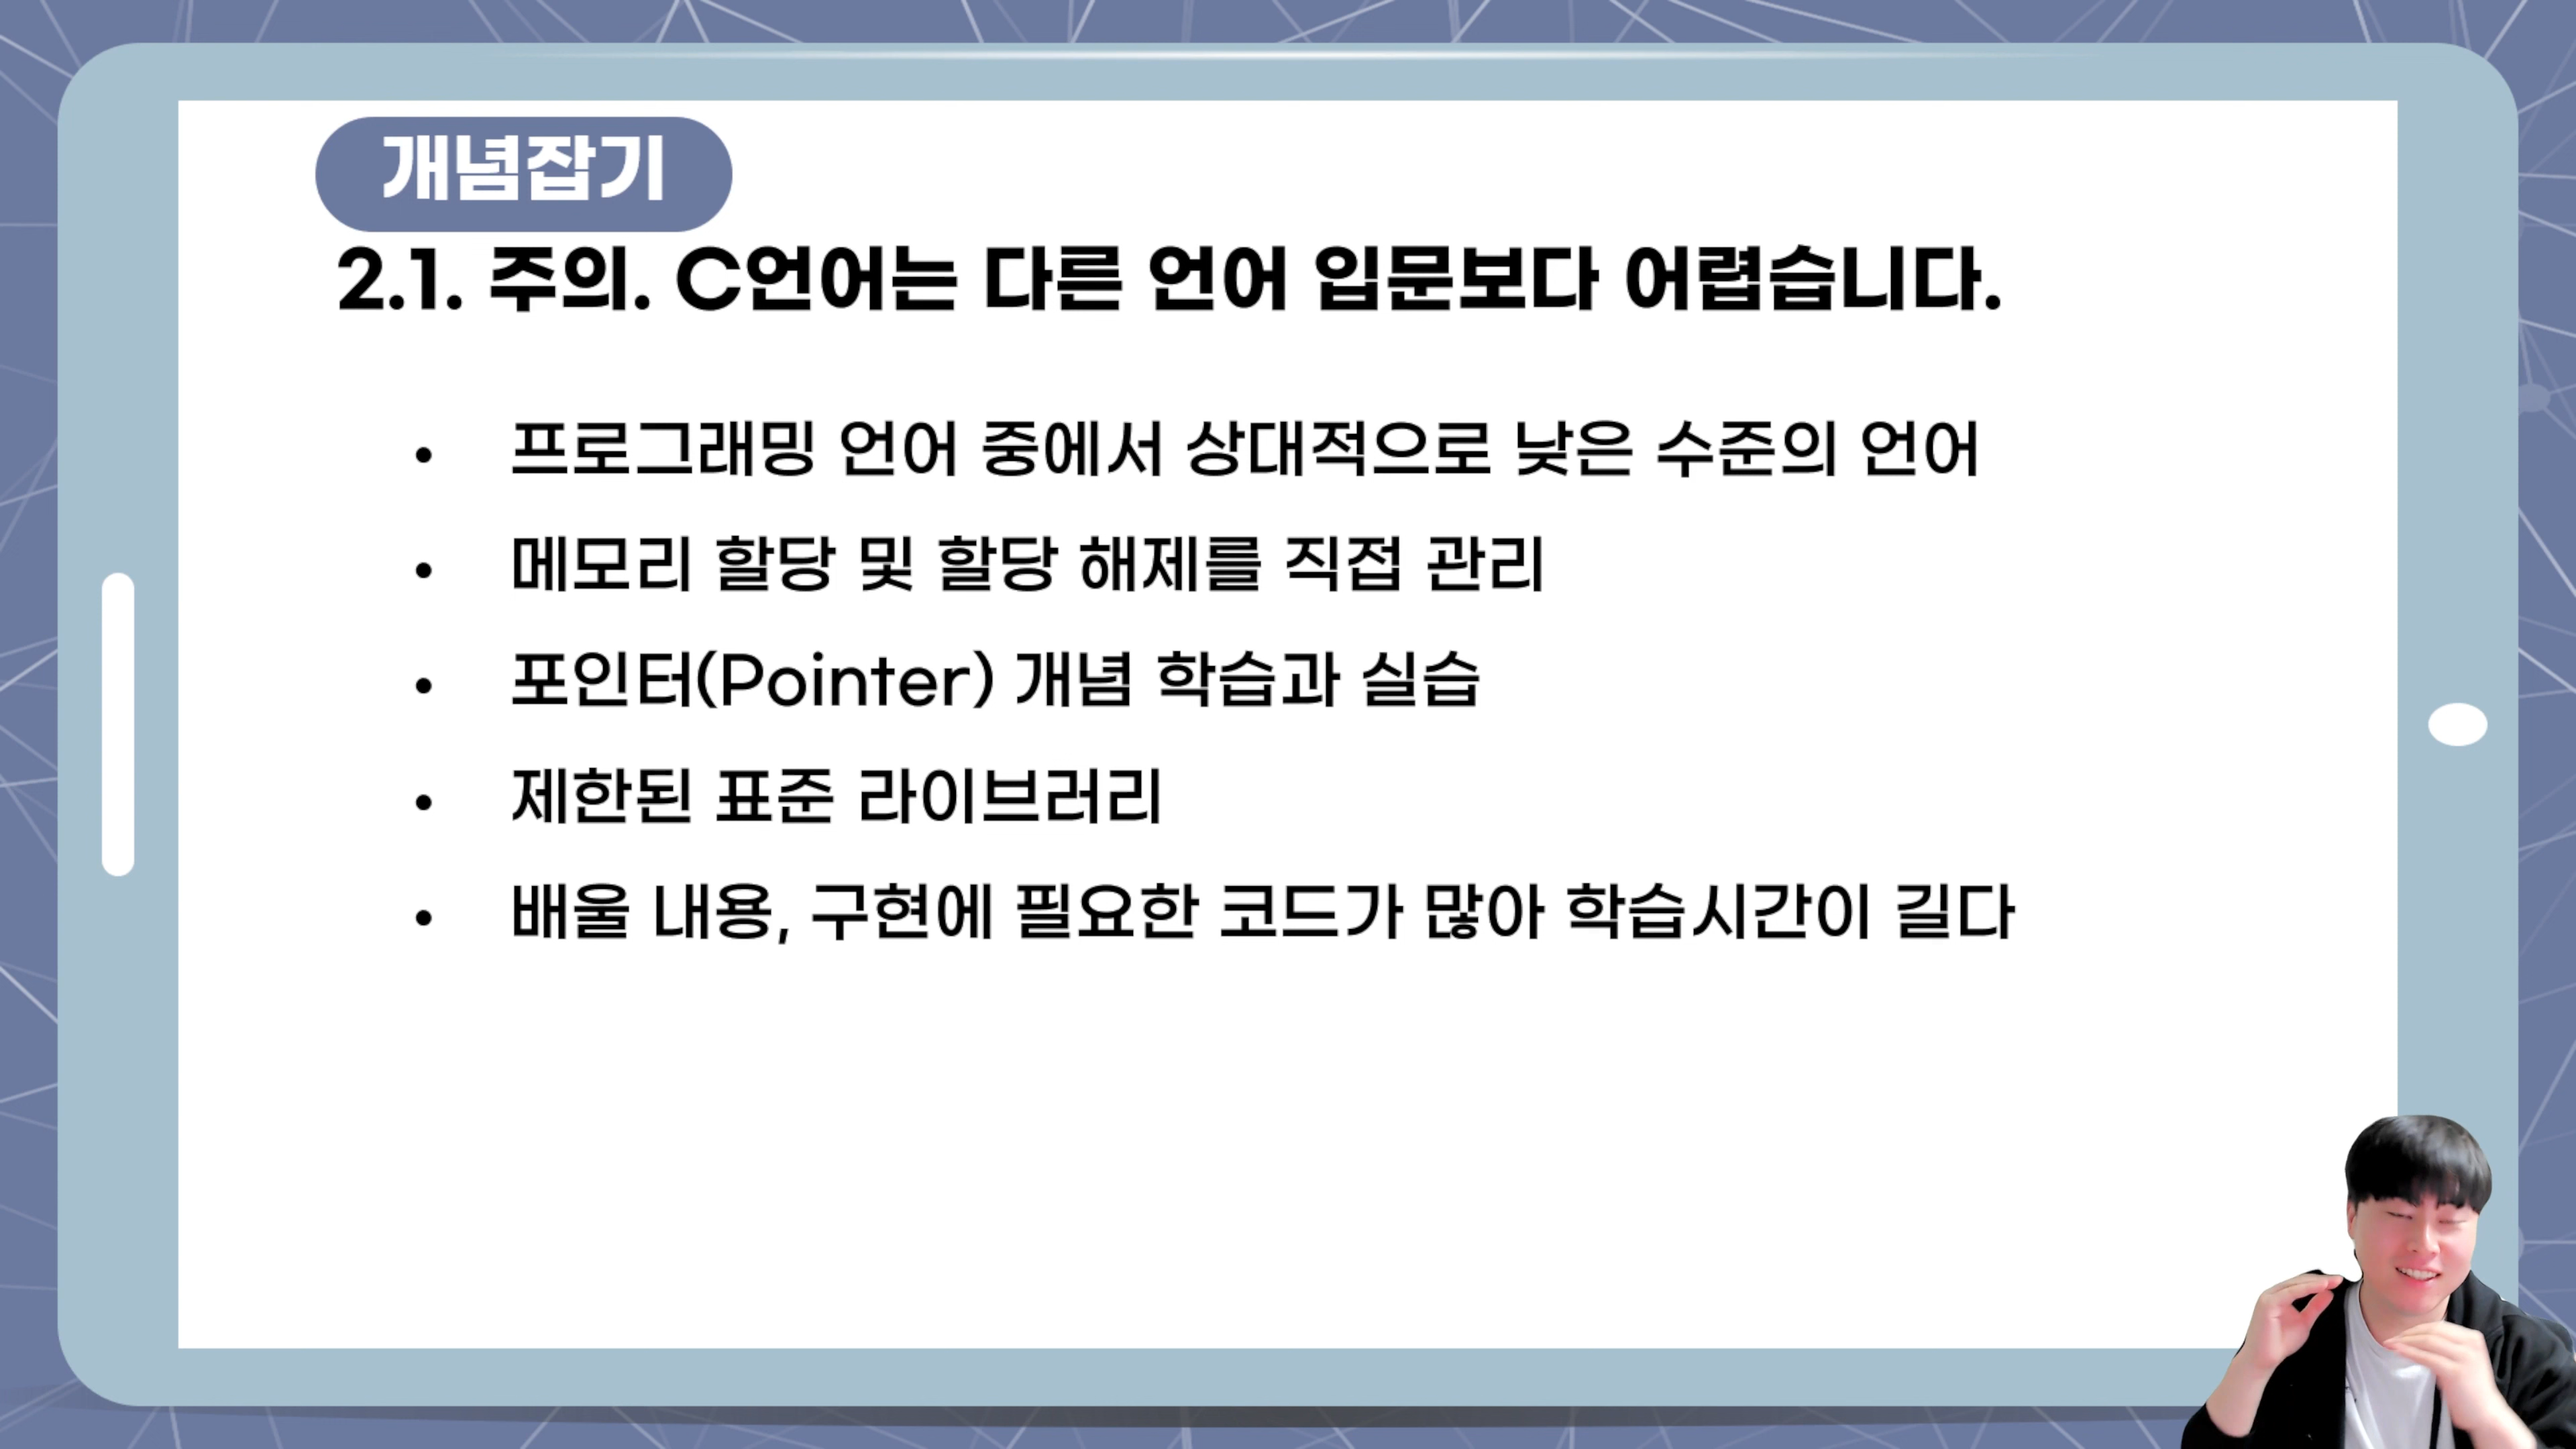 개념잡기
2.1. 주의. C언어는 다른 언어 입문보다 어렵습니다.
• 프로그래밍 언어 중에서 상대적으로 낮은 수준의 언어
• 메모리 할당 및 할당 해제를 직접 관리
• 포인터(Pointer) 개념 학습과 실습
• 제한된 표준 라이브러리
• 배울 내용, 구현에 필요한 코드가 많아 학습시간이 길다